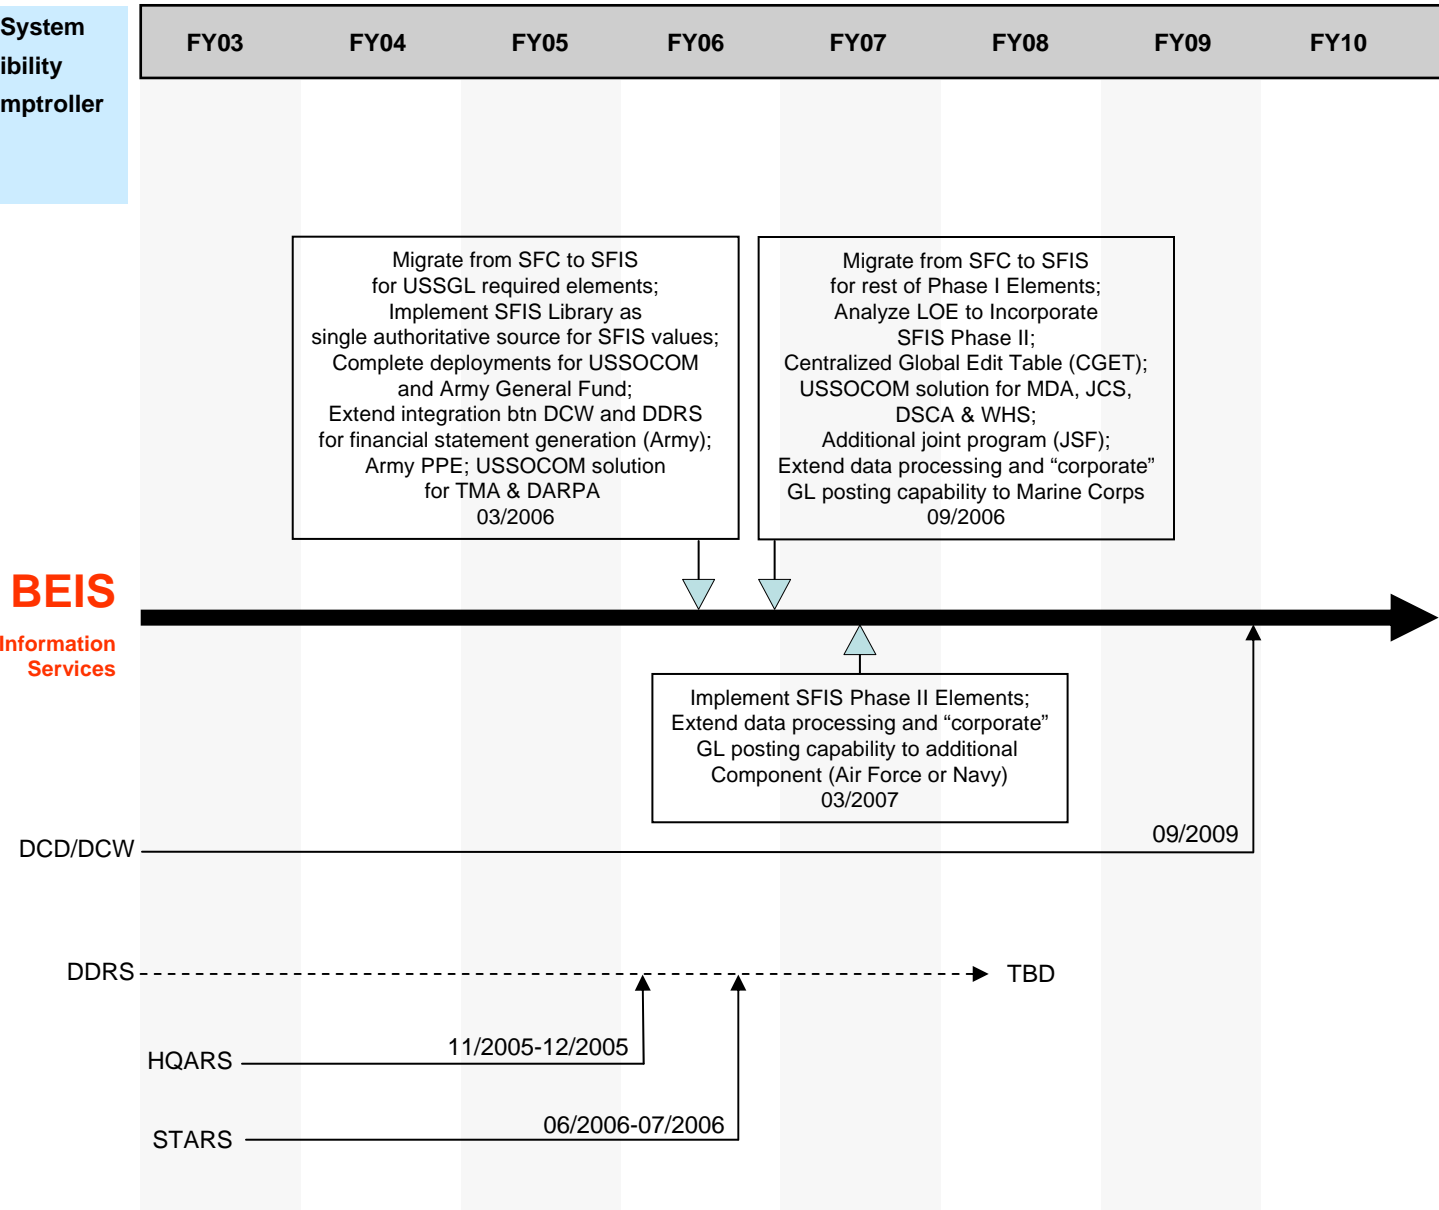 System
ibility
mptroller
FY03 FY04 FY05 FY06 FY07 FY08 FY09 FY10
Migrate from SFC to SFIS
for USSGL required elements;
Implement SFIS Library as
single authoritative source for SFIS values;
Complete deployments for USSOCOM
and Army General Fund;
Extend integration btn DCW and DDRS
for financial statement generation (Army);
Army PPE; USSOCOM solution
for TMA & DARPA
03/2006
Migrate from SFC to SFIS
for rest of Phase I Elements;
Analyze LOE to Incorporate
SFIS Phase II;
Centralized Global Edit Table (CGET);
USSOCOM solution for MDA, JCS,
DSCA & WHS;
Additional joint program (JSF);
Extend data processing and “corporate”
GL posting capability to Marine Corps
09/2006
BEIS
Information
Services
Implement SFIS Phase II Elements;
Extend data processing and “corporate”
GL posting capability to additional
Component (Air Force or Navy)
03/2007
DCD/DCW
09/2009
DDRS
TBD
HQARS
11/2005-12/2005
STARS
06/2006-07/2006